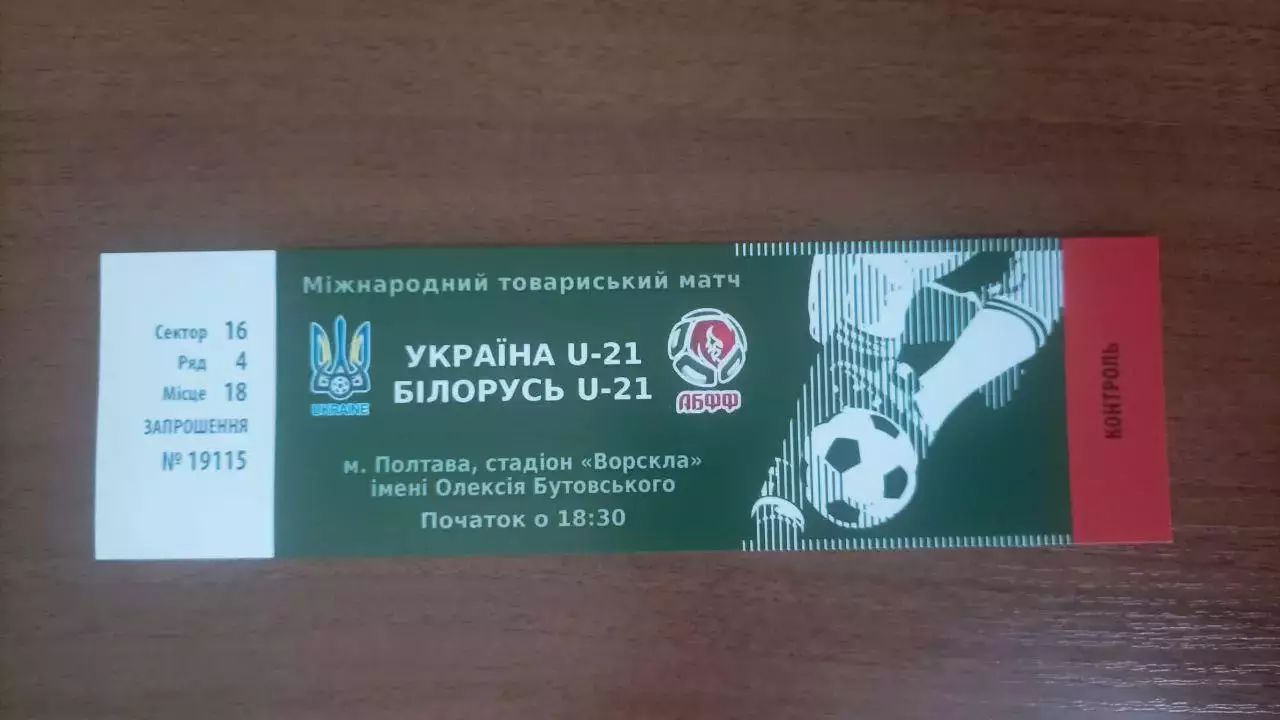 Сектор 16
Ряд 4
Місце 18
ЗАПРОШЕННЯ
№ 19115
Міжнародний товариський матч
УКРАЇНА U-21
БІЛОРУСЬ U-21
UKRAINE
АБФФ
м. Полтава, стадіон «Ворскла»
імені Олексія Бутовського
Початок о 18:30
КОНТРОЛЬ